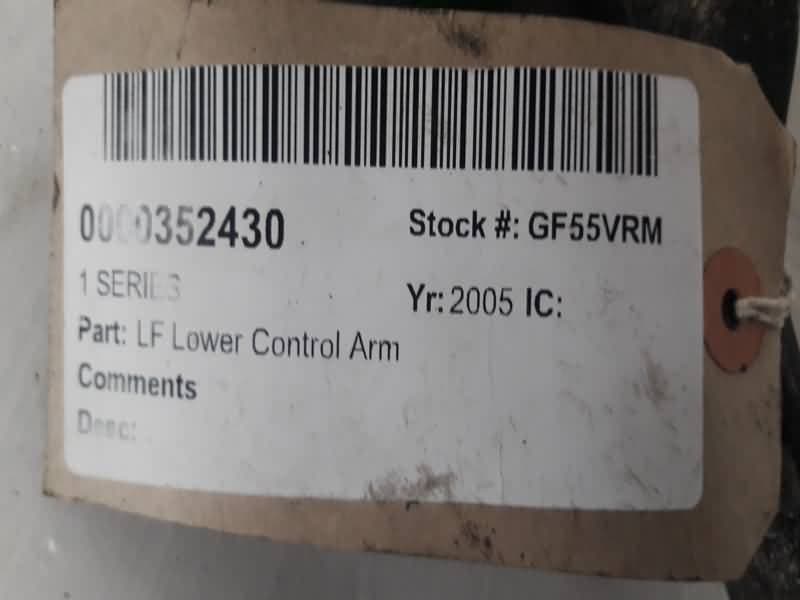 0000352430 Stock #: GF55VRM
1 SERIES
Yr: 2005 IC:
Part: LF Lower Control Arm
Comments
Desc: